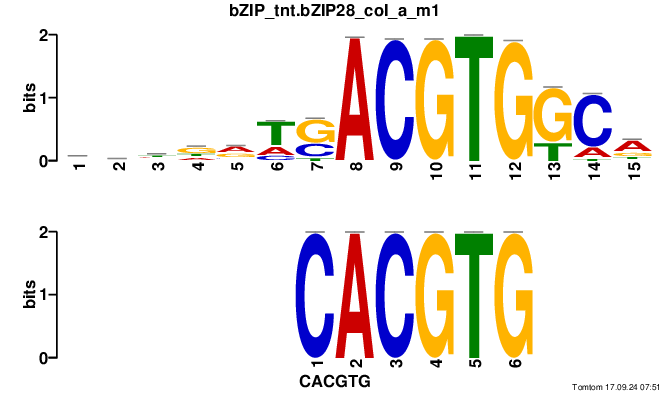 bZIP_tnt.bZIP28_col_a_m1
bits
2
1
0
T G A C G T G G C A
G A A C T A G
1 2 3 4 5 6 7 8 9 10 11 12 13 14 15
bits
2
1
0
CACGTG
1 2 3 4 5 6
CACGTG
Tomtom 17.09.24 07:51